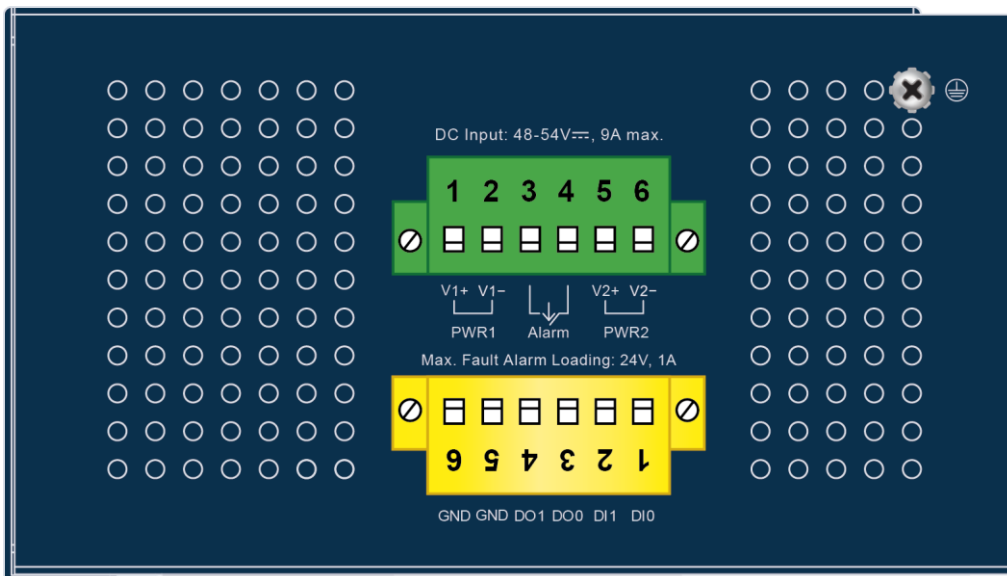 DC Input: 48-54V⎓, 9A max.
1 2 3 4 5 6
V1+ V1− V2+ V2−
PWR1 Alarm PWR2
Max. Fault Alarm Loading: 24V, 1A
6 5 4 3 2 1
GND GND DO1 DO0 DI1 DI0